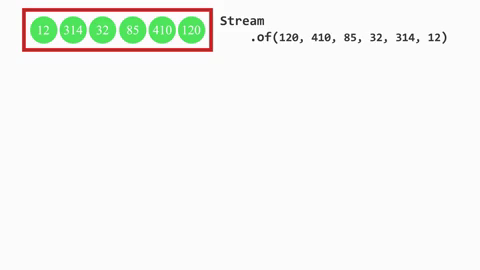 12 314 32 85 410 120
Stream
.of(120, 410, 85, 32, 314, 12)